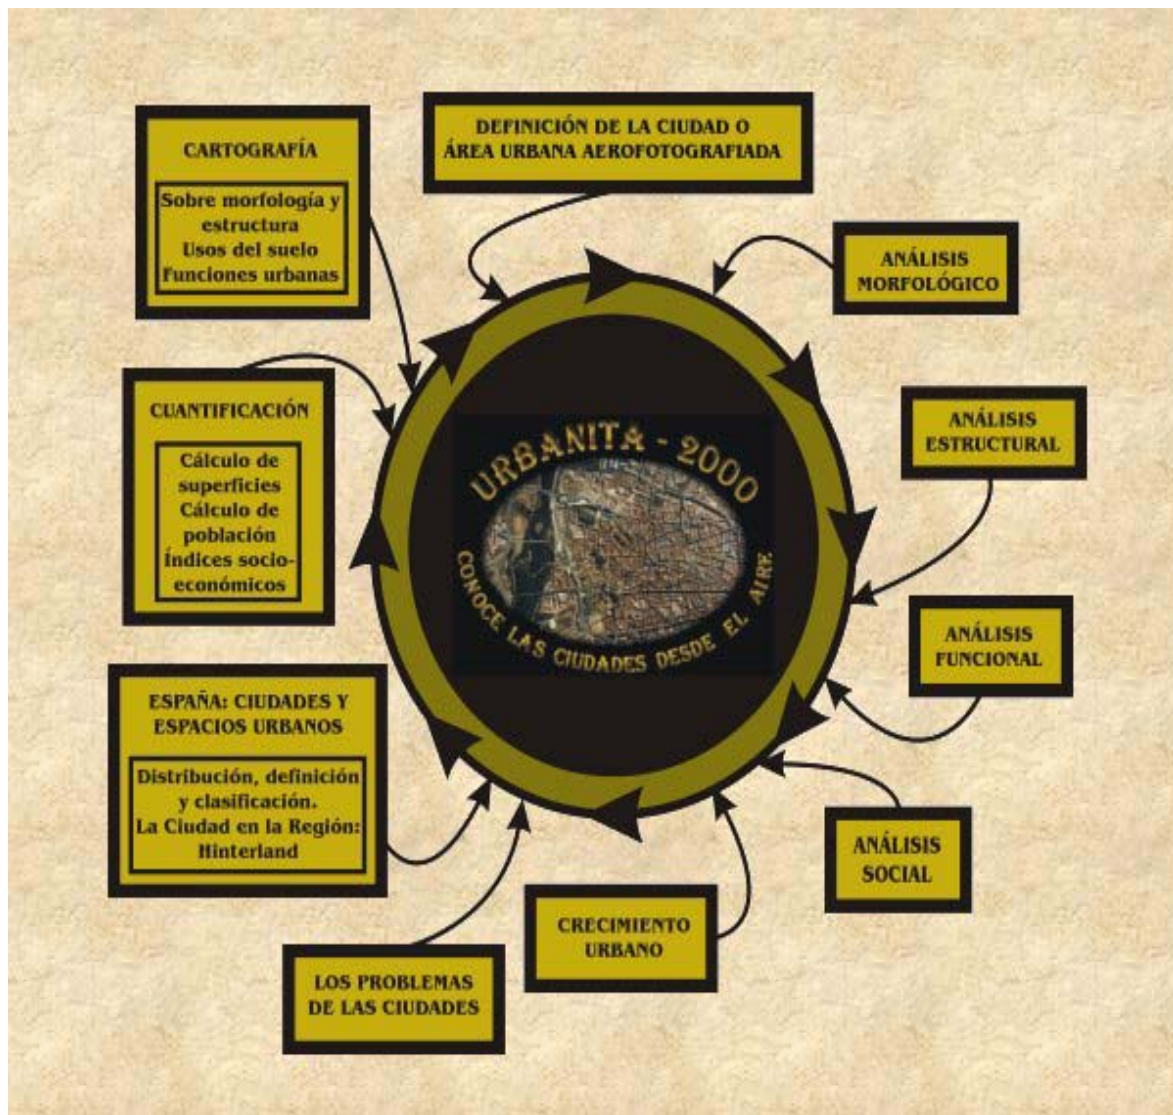 DEFINICIÓN DE LA CIUDAD O
ÁREA URBANA AEROFOTOGRAFIADA
ANÁLISIS
MORFOLÓGICO
ANÁLISIS
ESTRUCTURAL
ANÁLISIS
FUNCIONAL
ANÁLISIS
SOCIAL
CRECIMIENTO
URBANO
LOS PROBLEMAS
DE LAS CIUDADES
ESPAÑA: CIUDADES Y
ESPACIOS URBANOS
Distribución, definición
y clasificación.
La Ciudad en la Región:
Hinterland
CUANTIFICACIÓN
Cálculo de
superficies
Cálculo de
población
Índices socio-
económicos
CARTOGRAFÍA
Sobre morfología y
estructura
Usos del suelo
Funciones urbanas
URBANITA - 2000
CONOCE LAS CIUDADES DESDE EL AIRE